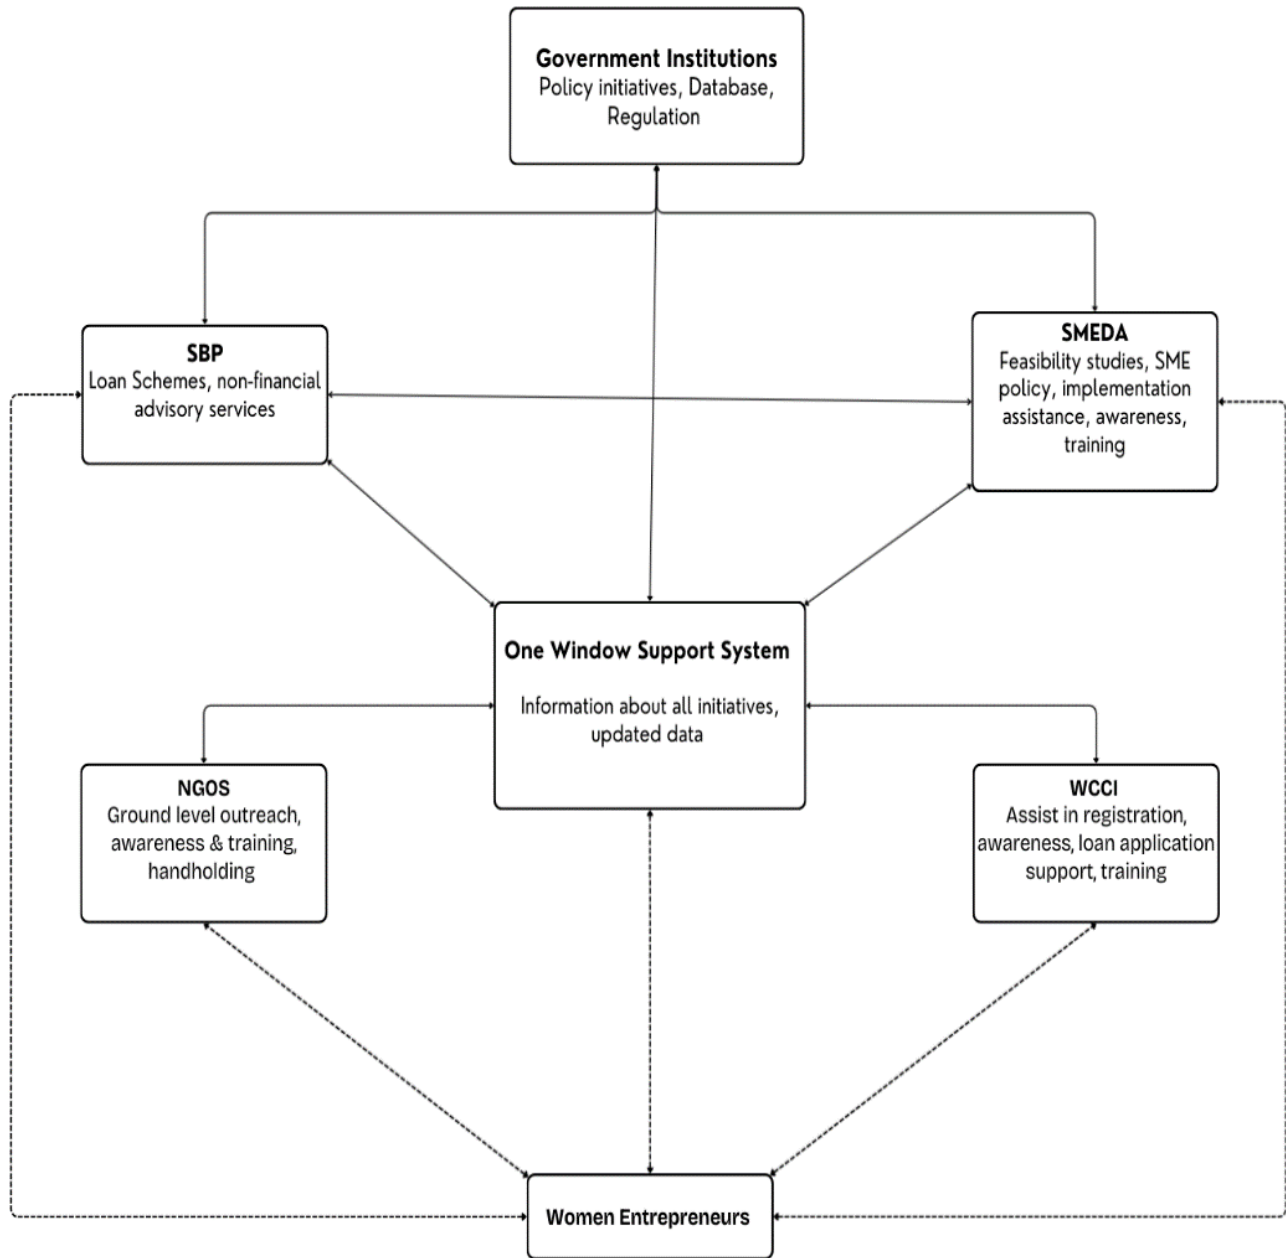 Government Institutions
Policy initiatives, Database,
Regulation
SBP
Loan Schemes, non-financial
advisory services
SMEDA
Feasibility studies, SME
policy, implementation
assistance, awareness,
training
One Window Support System
Information about all initiatives,
updated data
NGOS
Ground level outreach,
awareness & training,
handholding
WCCI
Assist in registration,
awareness, loan application
support, training
Women Entrepreneurs